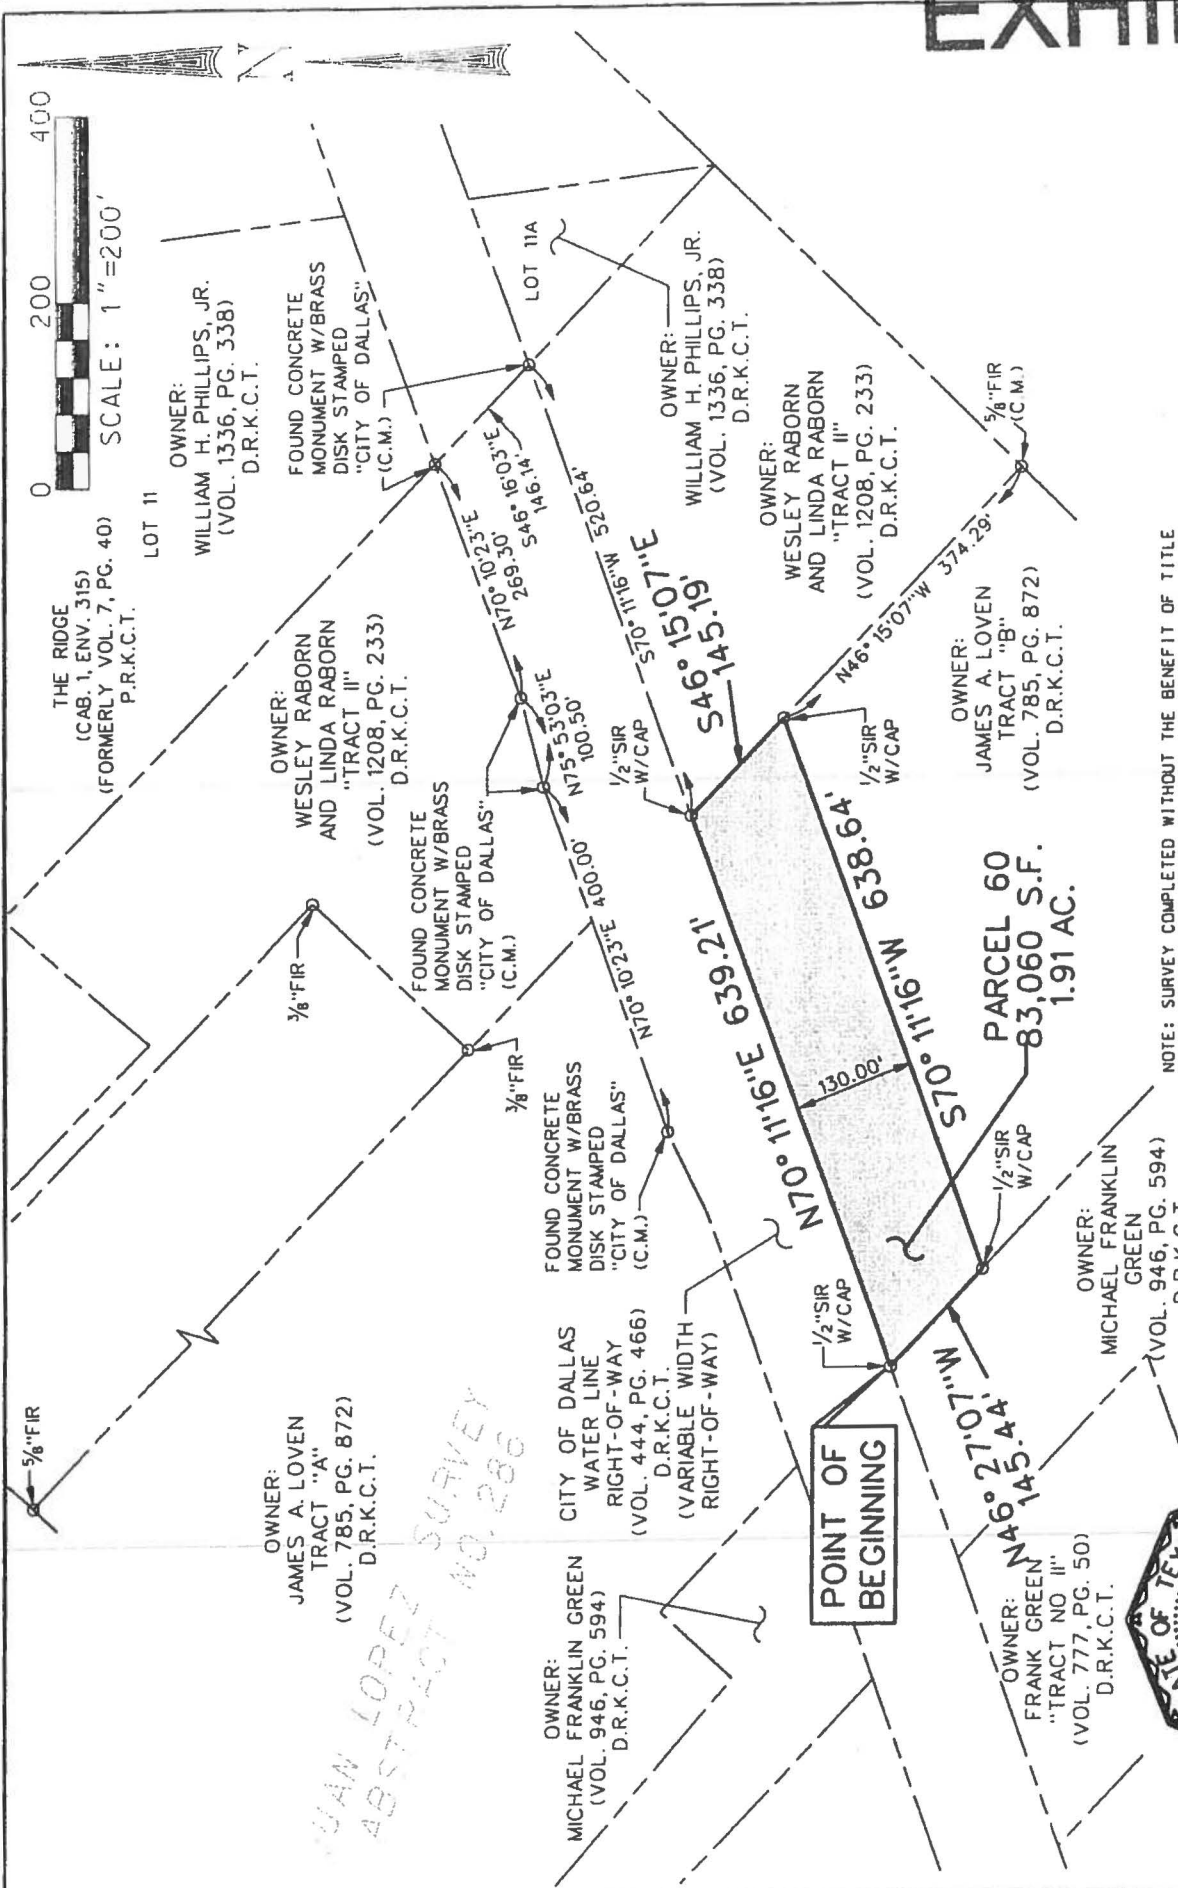 EXHI
0 200 400
SCALE: 1"=200'
N
THE RIDGE
(CAB. 1, ENV. 315)
(FORMERLY VOL. 7, PG. 40)
P.R.K.C.T.
LOT 11
OWNER:
WILLIAM H. PHILLIPS, JR.
(VOL. 1336, PG. 338)
D.R.K.C.T.
FOUND CONCRETE
MONUMENT W/BRASS
DISK STAMPED
"CITY OF DALLAS"
(C.M.)
LOT 11A
OWNER:
WILLIAM H. PHILLIPS, JR.
(VOL. 1336, PG. 338)
D.R.K.C.T.
OWNER:
WESLEY RABORN
AND LINDA RABORN
"TRACT II"
(VOL. 1208, PG. 233)
D.R.K.C.T.
FOUND CONCRETE
MONUMENT W/BRASS
DISK STAMPED
"CITY OF DALLAS"
(C.M.)
N70° 10'23"E
269.30'
S46° 16'03"E
146.14'
N75° 53'03"E
100.50'
S70° 11'16"W 520.64'
S46° 15'07"E
145.19'
1/2"SIR
W/CAP
OWNER:
WESLEY RABORN
AND LINDA RABORN
"TRACT II"
(VOL. 1208, PG. 233)
D.R.K.C.T.
5/8"FIR
(C.M.)
N46° 15'07"W 374.29'
1/2"SIR
W/CAP
OWNER:
JAMES A. LOVEN
TRACT "B"
(VOL. 785, PG. 872)
D.R.K.C.T.
3/8"FIR
3/8"FIR
N70° 10'23"E 400.00'
FOUND CONCRETE
MONUMENT W/BRASS
DISK STAMPED
"CITY OF DALLAS"
(C.M.)
N70° 11'16"E 639.21'
130.00'
S70° 11'16"W 638.64'
PARCEL 60
83,060 S.F.
1.91 AC.
5/8"FIR
OWNER:
JAMES A. LOVEN
TRACT "A"
(VOL. 785, PG. 872)
D.R.K.C.T.
UAN LOPEZ SURVEY
ABSTRACT NO. 286
CITY OF DALLAS
WATER LINE
RIGHT-OF-WAY
(VOL. 444, PG. 466)
D.R.K.C.T.
(VARIABLE WIDTH
RIGHT-OF-WAY)
1/2"SIR
W/CAP
1/2"SIR
W/CAP
POINT OF
BEGINNING
N46° 27'07"W
145.44'
OWNER:
MICHAEL FRANKLIN GREEN
(VOL. 946, PG. 594)
D.R.K.C.T.
OWNER:
MICHAEL FRANKLIN
GREEN
(VOL. 946, PG. 594)
D.R.K.C.T.
OWNER:
FRANK GREEN
"TRACT NO II"
(VOL. 777, PG. 50)
D.R.K.C.T.
NOTE: SURVEY COMPLETED WITHOUT THE BENEFIT OF TITLE
ATE OF TEX